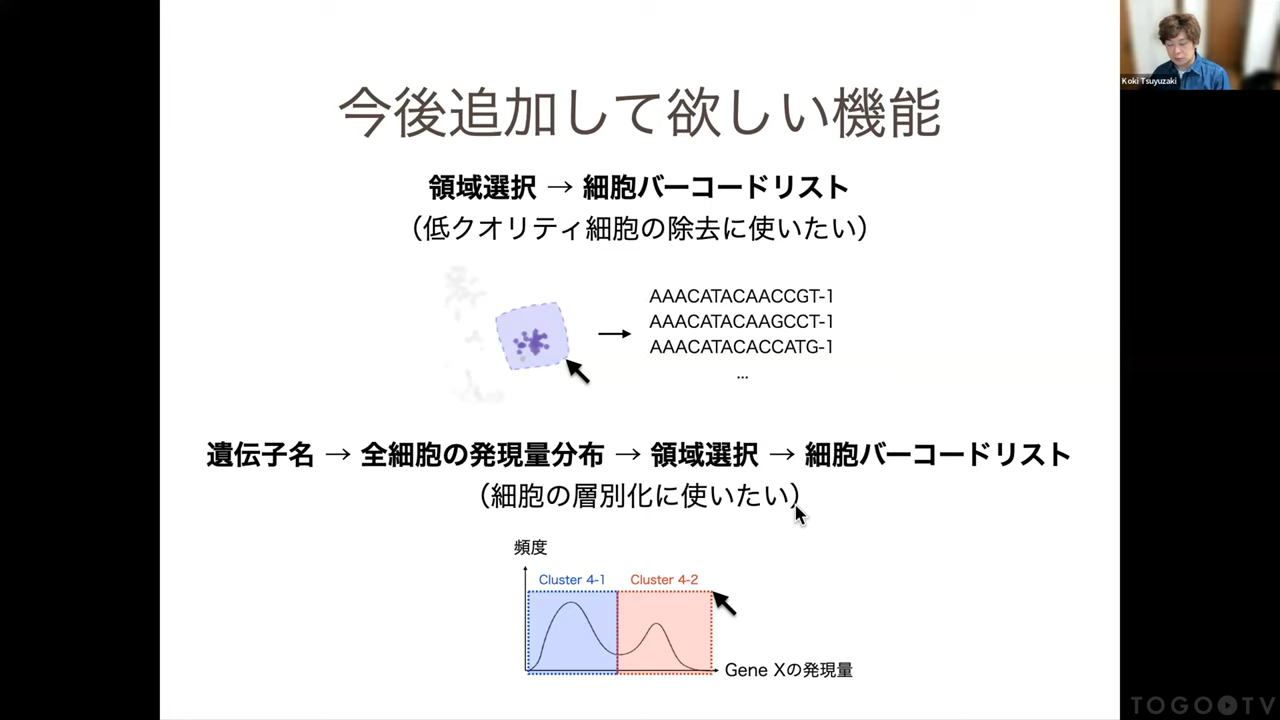 今後追加して欲しい機能
Koki Tsuyuzaki
領域選択 → 細胞バーコードリスト
（低クオリティ細胞の除去に使いたい）
AAACATACAACCGT-1
AAACATACAAGCCT-1
AAACATACACCATG-1
...
遺伝子名 → 全細胞の発現量分布 → 領域選択 → 細胞バーコードリスト
（細胞の層別化に使いたい）
頻度
Cluster 4-1 Cluster 4-2
Gene Xの発現量
TOGOTV